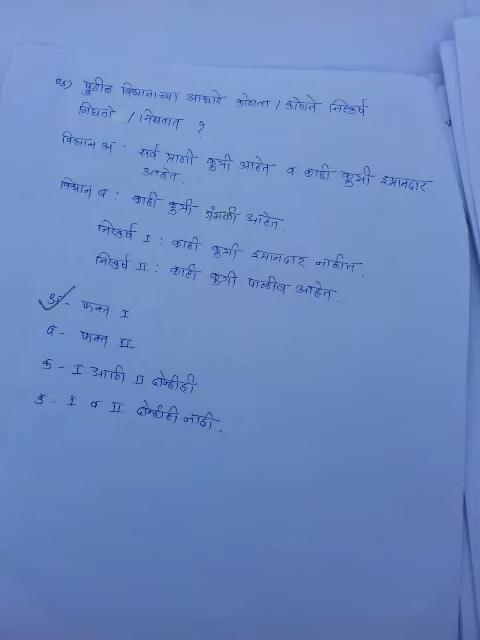 पुढील विधानाच्या आधारे कोणता / कोणते निष्कर्ष
निघतो / निघतात ?
विधान अ : सर्व प्राणी कुत्री आहेत व काही कुत्री इमानदार
आहेत.
विधान ब : काही कुत्री जंगली आहेत.
निष्कर्ष I : काही कुत्री इमानदार नाहीत.
निष्कर्ष II : काही कुत्री पाळीव आहेत.
अ - फक्त I
ब - फक्त II
क - I आणि II दोन्हीही
ड - I व II दोन्हीही नाही.